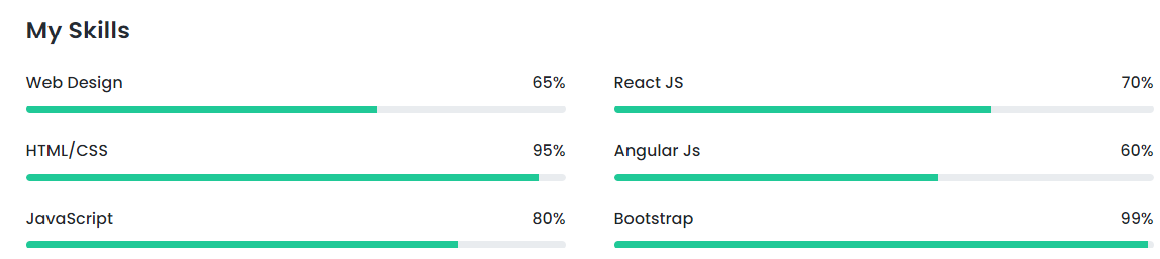 My Skills
Web Design 65%
React JS 70%
HTML/CSS 95%
Angular Js 60%
JavaScript 80%
Bootstrap 99%